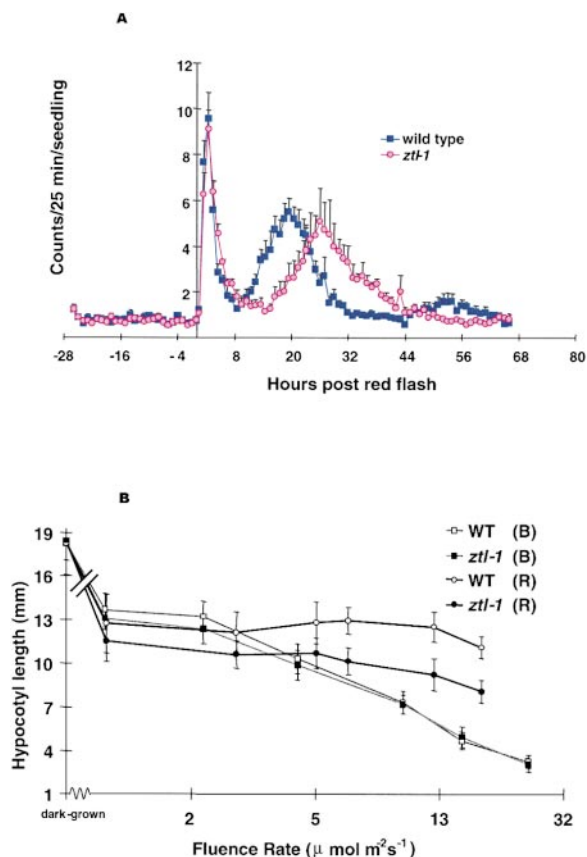 A
12
10
8
6
4
2
Counts/25 min/seedling
wild type
ztl-1
-28 -16 -4 8 20 32 44 56 68 80
Hours post red flash
B
19
16
13
10
7
4
1
Hypocotyl length (mm)
WT (B)
ztl-1 (B)
WT (R)
ztl-1 (R)
dark-grown 2 5 13 32
Fluence Rate (μ mol m²s⁻¹)